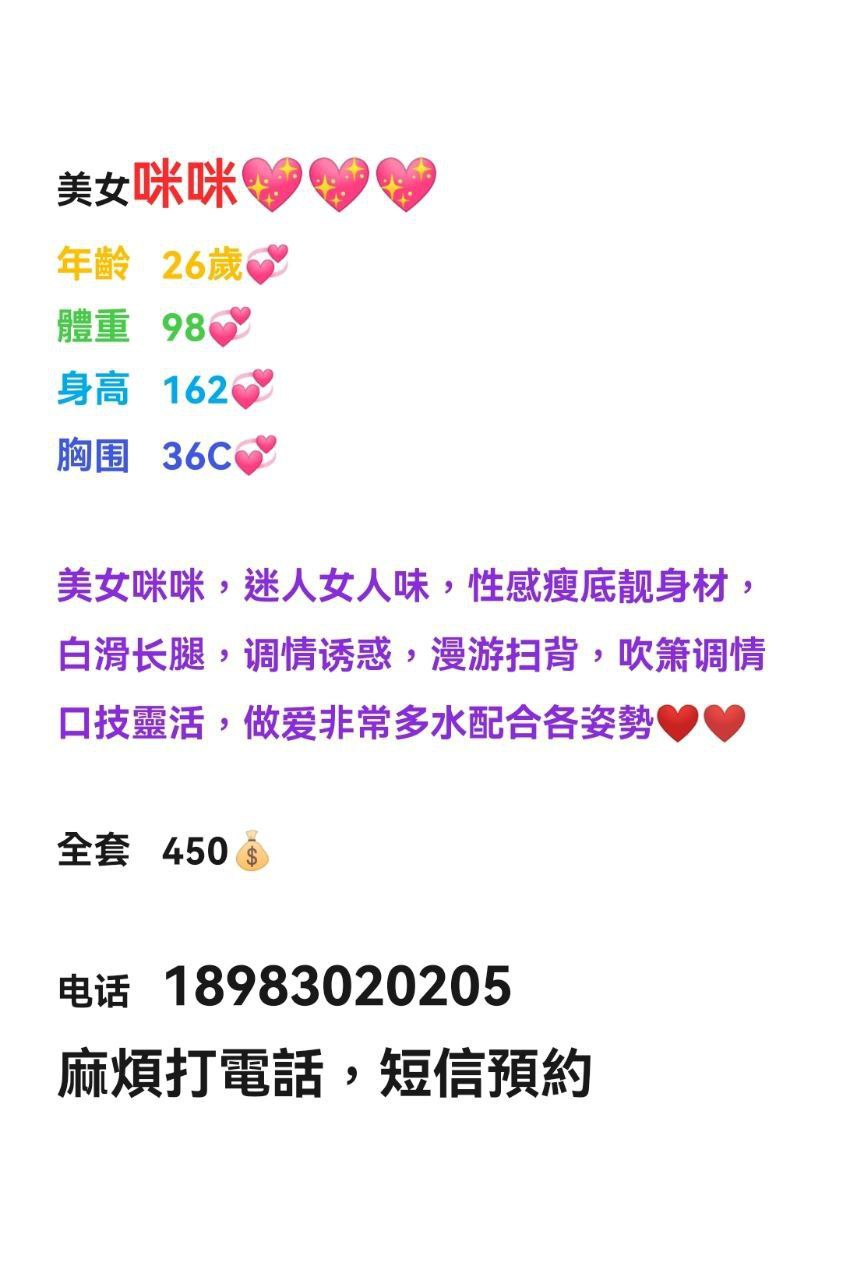 美女咪咪💖💖💖
年齡 26歲💞
體重 98💞
身高 162💞
胸围 36C💞
美女咪咪，迷人女人味，性感瘦底靓身材，
白滑长腿，调情诱惑，漫游扫背，吹箫调情
口技靈活，做爱非常多水配合各姿勢❤️❤️
全套 450💰
电话 18983020205
麻煩打電話，短信預約